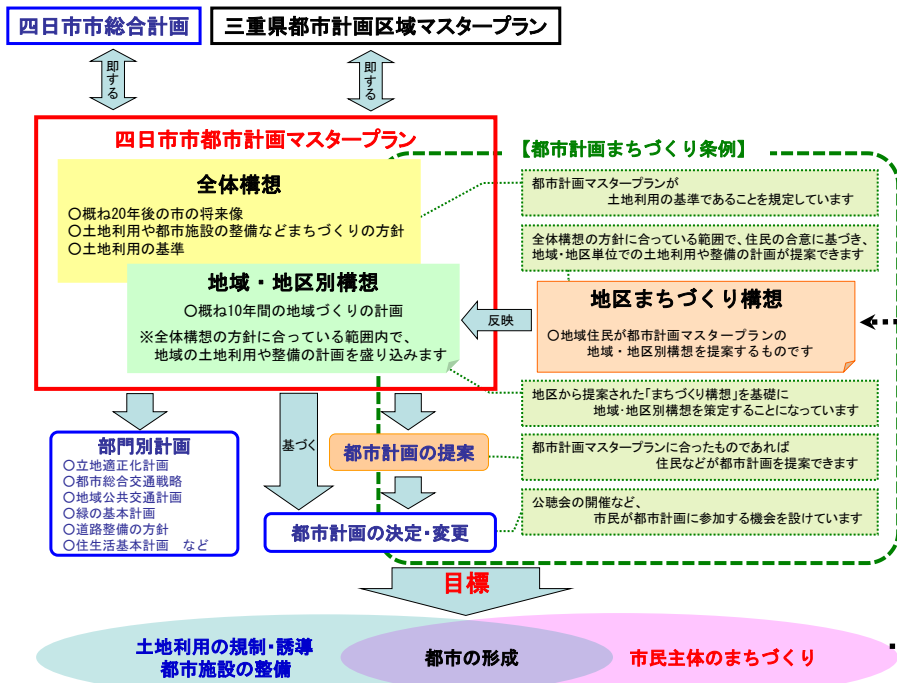 四日市市総合計画
三重県都市計画区域マスタープラン
即する
即する
四日市市都市計画マスタープラン
【都市計画まちづくり条例】
全体構想
○概ね20年後の市の将来像
○土地利用や都市施設の整備などまちづくりの方針
○土地利用の基準
都市計画マスタープランが
土地利用の基準であることを規定しています
全体構想の方針に合っている範囲で、住民の合意に基づき、
地域・地区単位での土地利用や整備の計画が提案できます
地域・地区別構想
○概ね10年間の地域づくりの計画
※全体構想の方針に合っている範囲内で、
地域の土地利用や整備の計画を盛り込みます
反映
地区まちづくり構想
○地域住民が都市計画マスタープランの
地域・地区別構想を提案するものです
地区から提案された「まちづくり構想」を基礎に
地域・地区別構想を策定することになっています
部門別計画
○立地適正化計画
○都市総合交通戦略
○地域公共交通計画
○緑の基本計画
○道路整備の方針
○住生活基本計画 など
基づく
都市計画の提案
都市計画マスタープランに合ったものであれば
住民などが都市計画を提案できます
都市計画の決定・変更
公聴会の開催など、
市民が都市計画に参加する機会を設けています
目標
土地利用の規制・誘導
都市施設の整備
都市の形成
市民主体のまちづくり